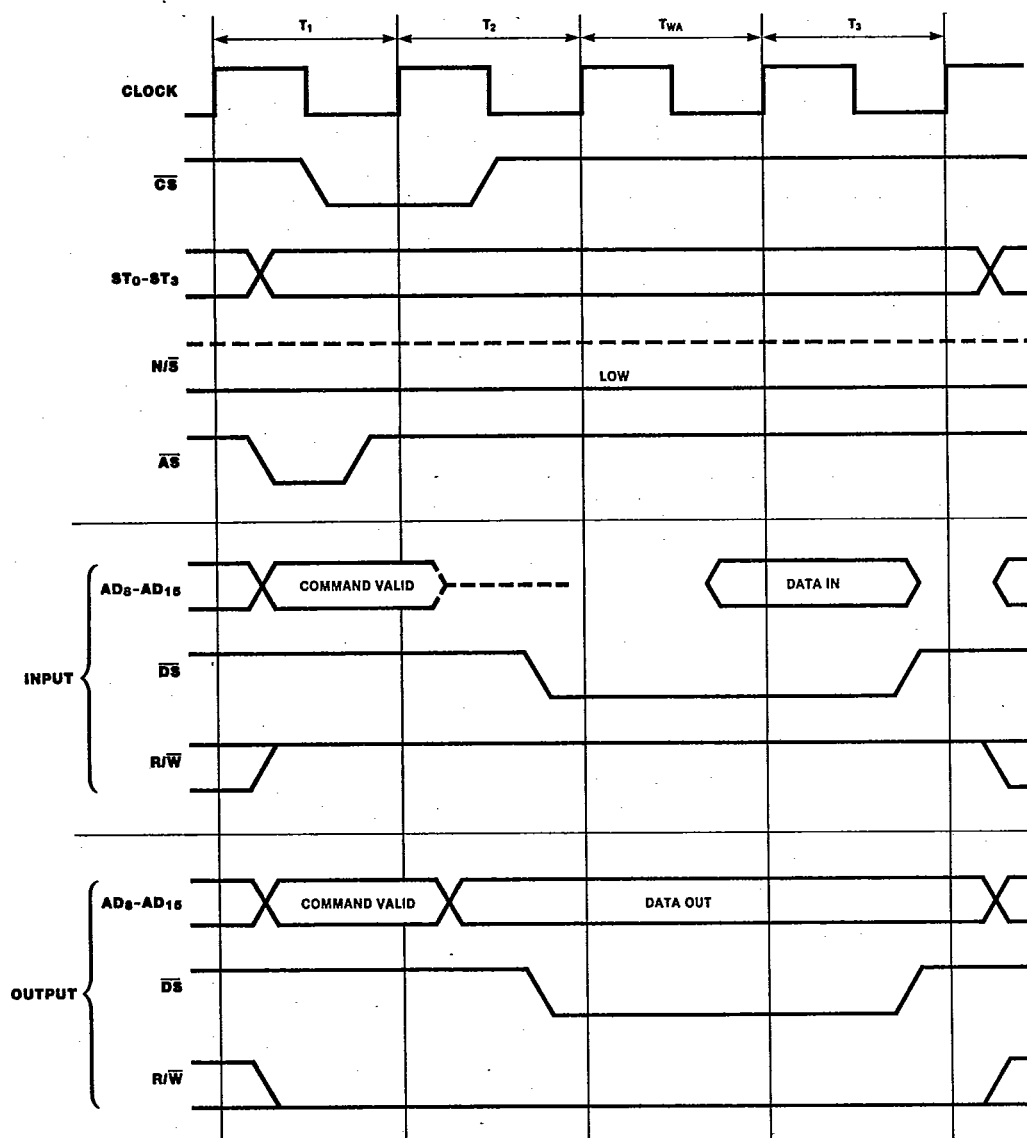 T1 T2 TWA T3
CLOCK
CS
ST0-ST3
N/S
LOW
AS
INPUT
AD8-AD15
COMMAND VALID
DATA IN
DS
R/W
OUTPUT
AD8-AD15
COMMAND VALID
DATA OUT
DS
R/W